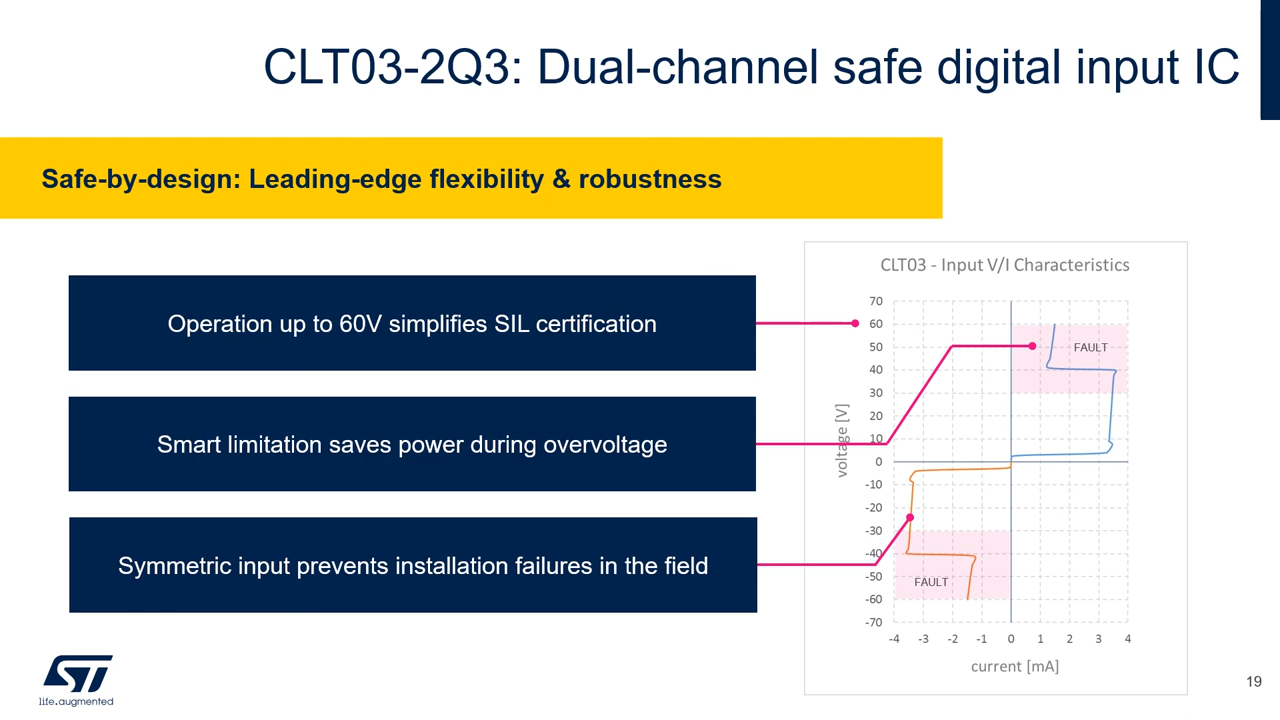 CLT03-2Q3: Dual-channel safe digital input IC
Safe-by-design: Leading-edge flexibility & robustness
Operation up to 60V simplifies SIL certification
Smart limitation saves power during overvoltage
Symmetric input prevents installation failures in the field
CLT03 - Input V/I Characteristics
voltage [V]
70
60
50
40
30
20
10
0
-10
-20
-30
-40
-50
-60
-70
FAULT
FAULT
-4 -3 -2 -1 0 1 2 3 4
current [mA]
ST
life.augmented
19